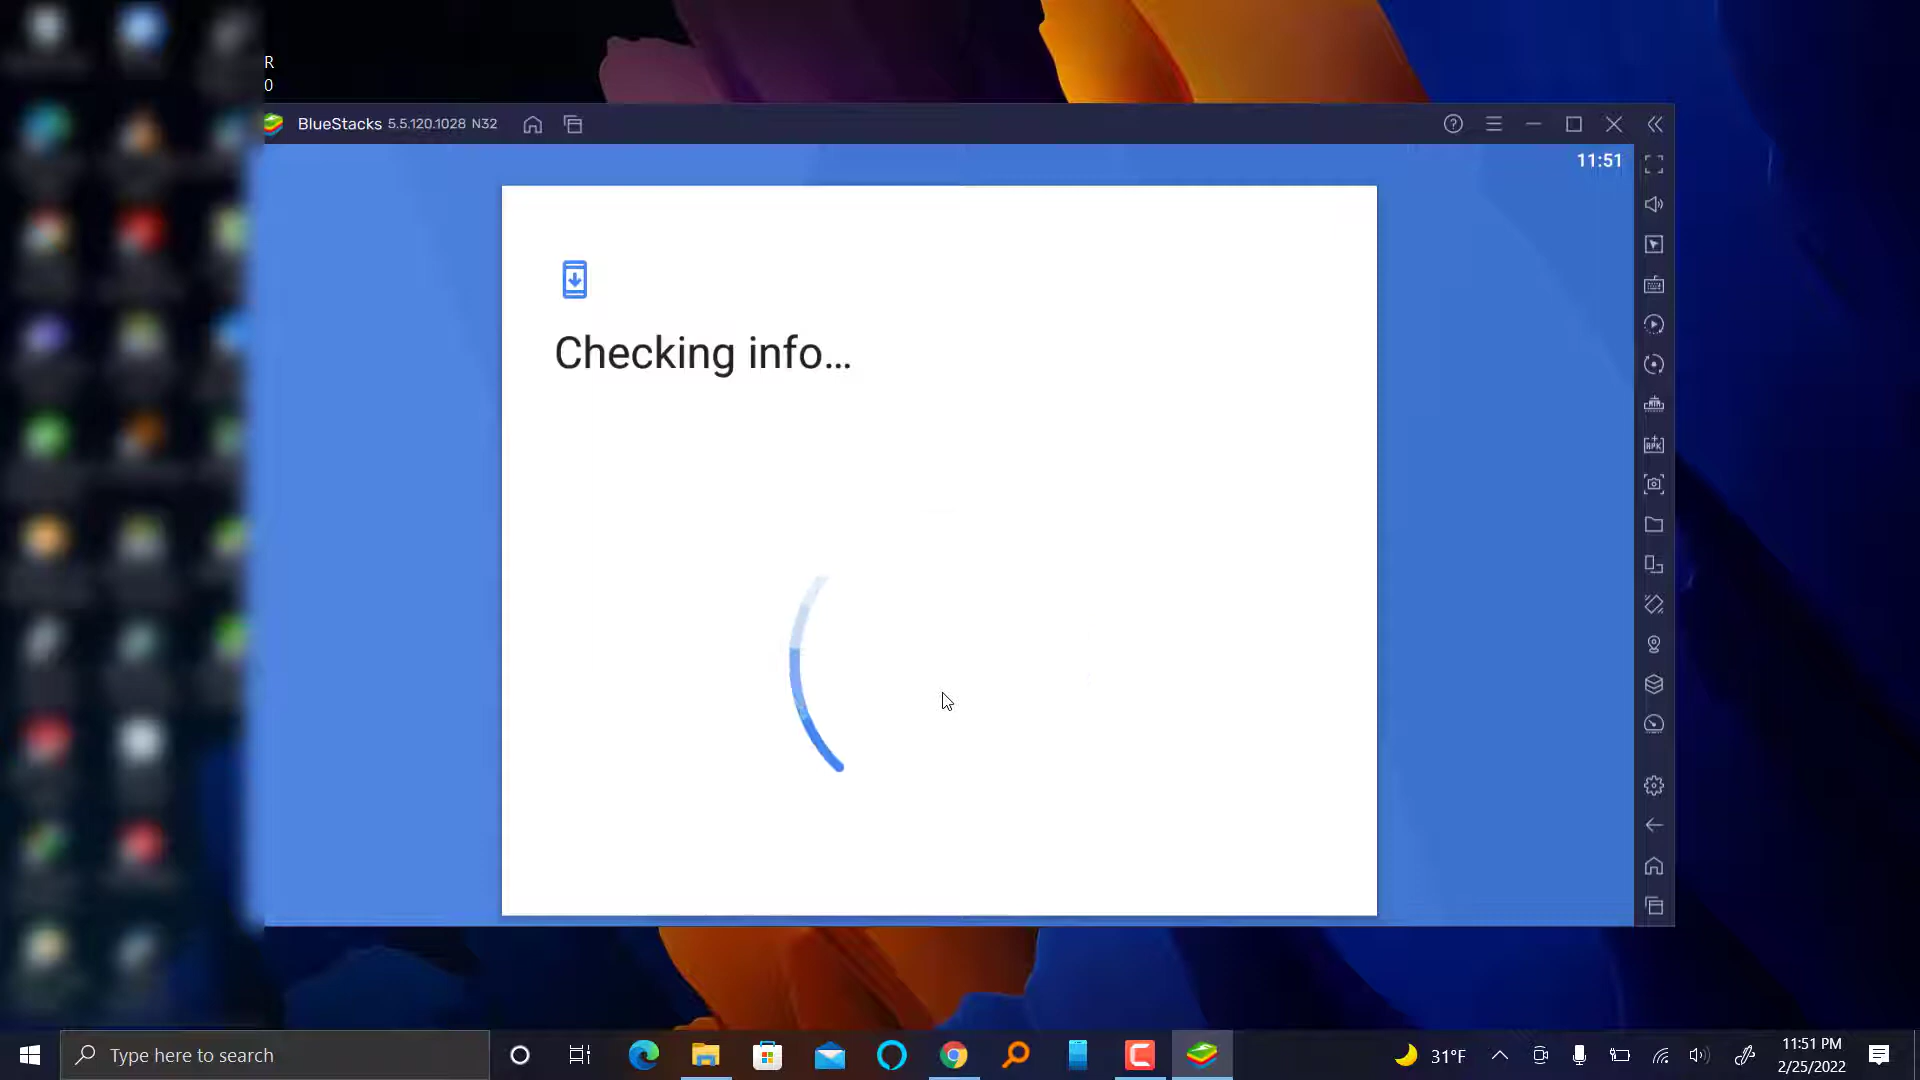 R
0
BlueStacks 5.5.120.1028 N32
11:51
Checking info...
Type here to search
31°F
11:51 PM
2/25/2022